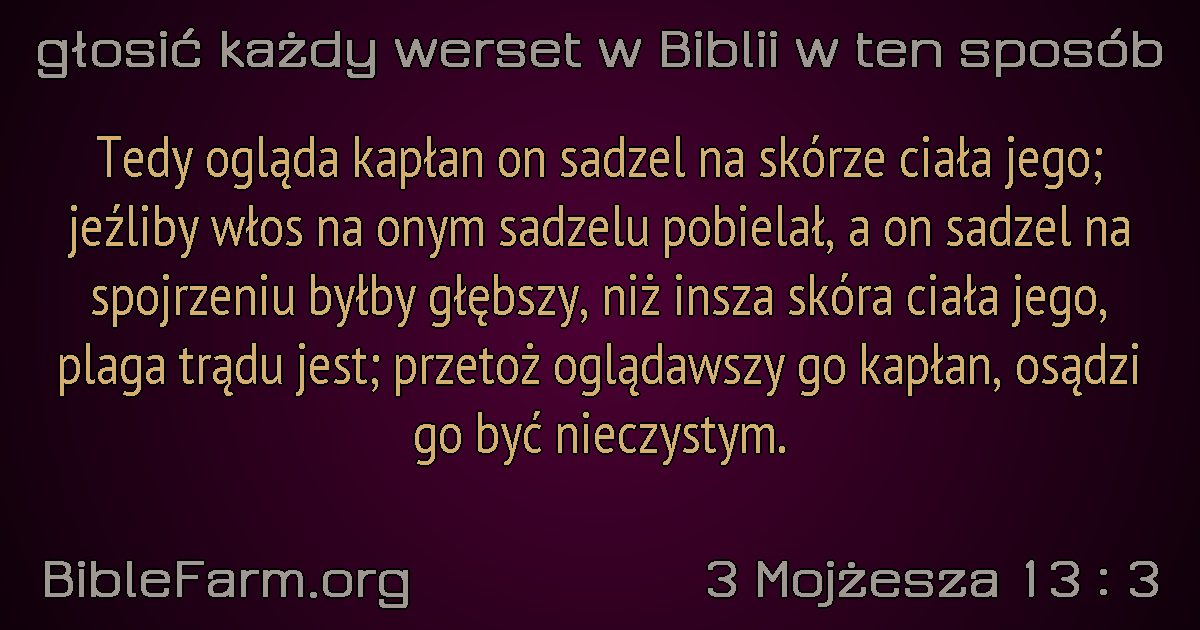 głosić każdy werset w Biblii w ten sposób
Tedy ogląda kapłan on sadzel na skórze ciała jego;
jeźliby włos na onym sadzelu pobielał, a on sadzel na
spojrzeniu byłby głębszy, niż insza skóra ciała jego,
plaga trądu jest; przetoż oglądawszy go kapłan, osądzi
go być nieczystym.
BibleFarm.org
3 Mojżesza 13 : 3